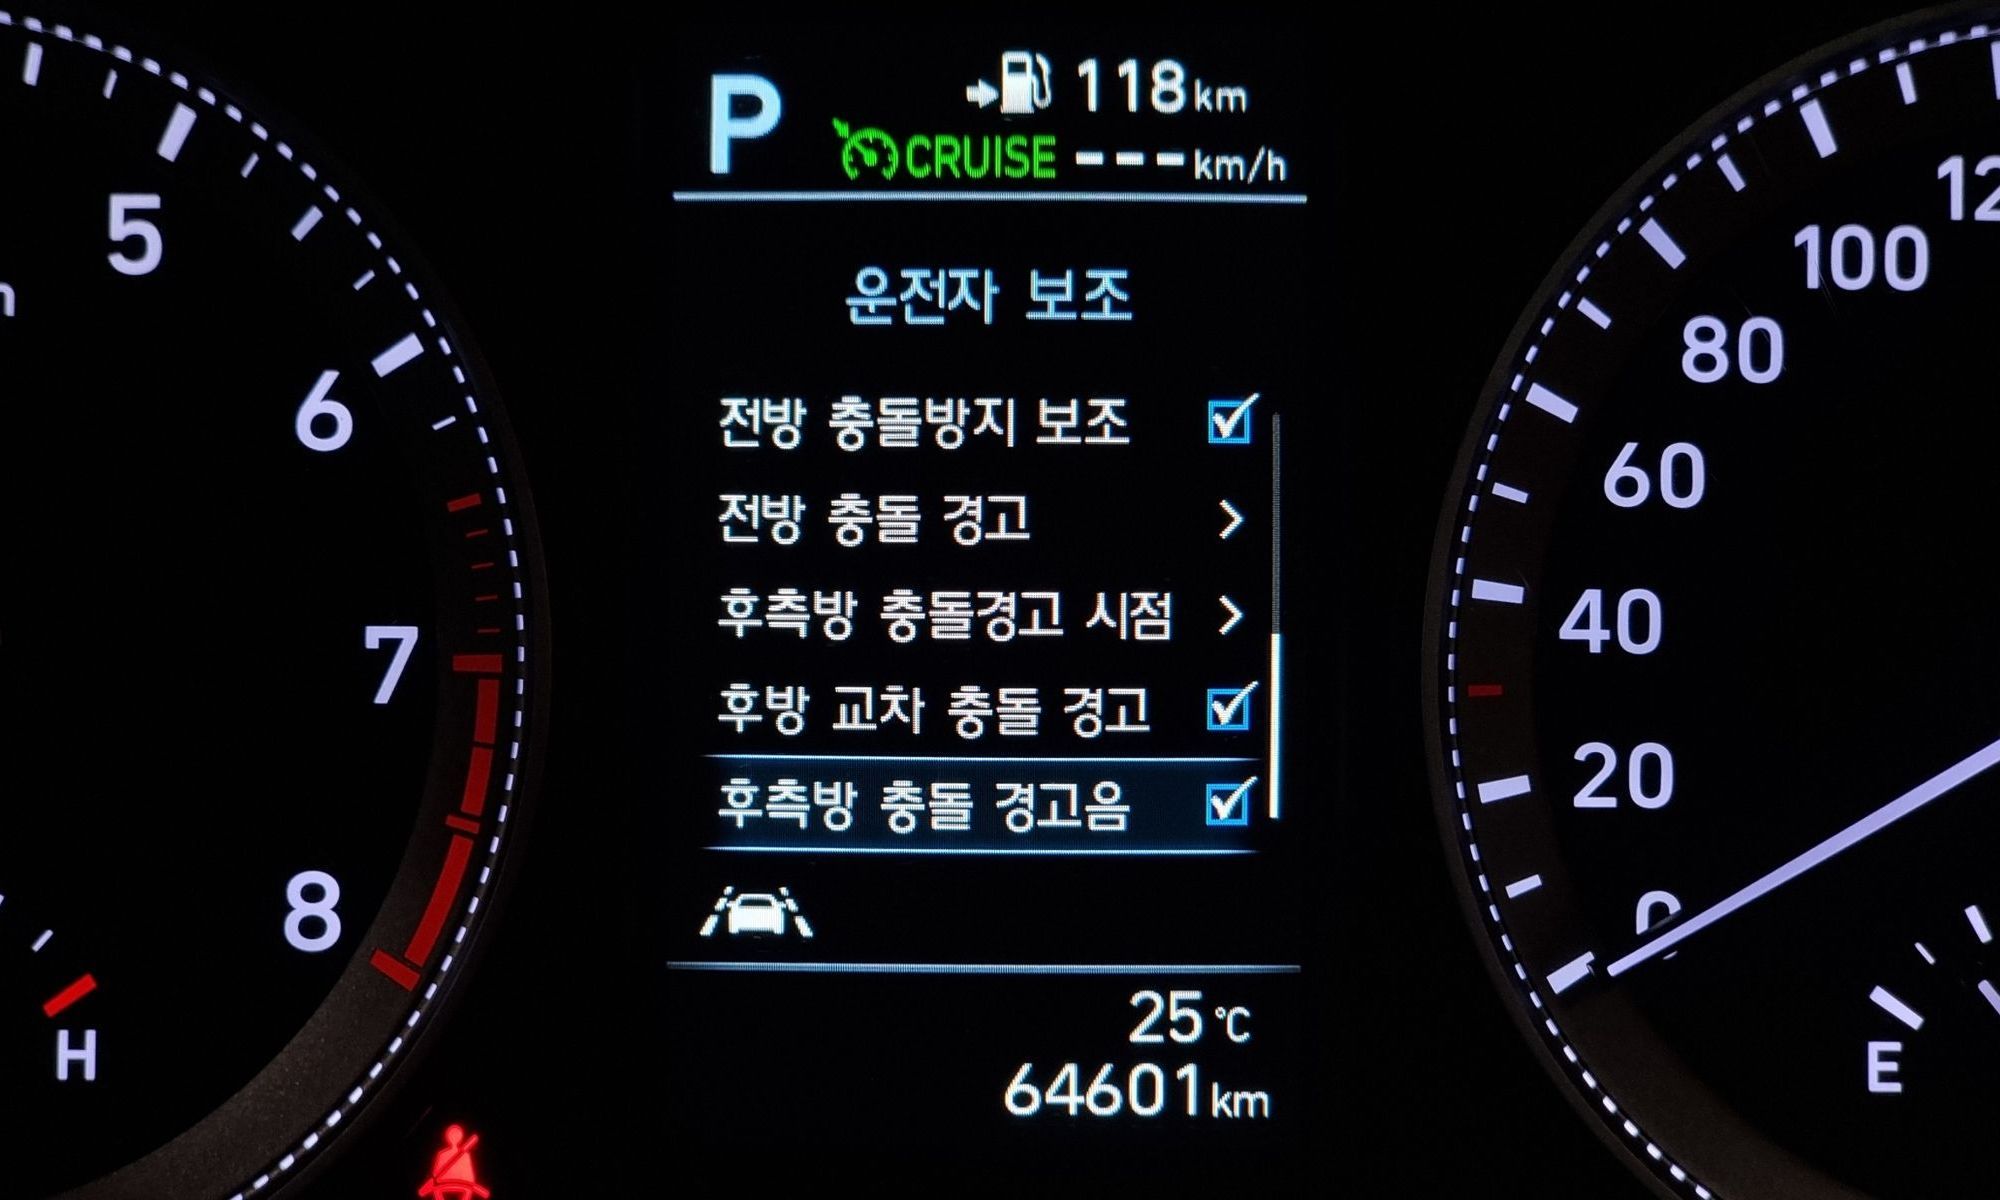 P
118km
CRUISE ---km/h
운전자 보조
전방 충돌방지 보조
전방 충돌 경고 >
후측방 충돌경고 시점 >
후방 교차 충돌 경고
후측방 충돌 경고음
25 °C
64601km
5
6
7
8
H
100
80
60
40
20
0
E